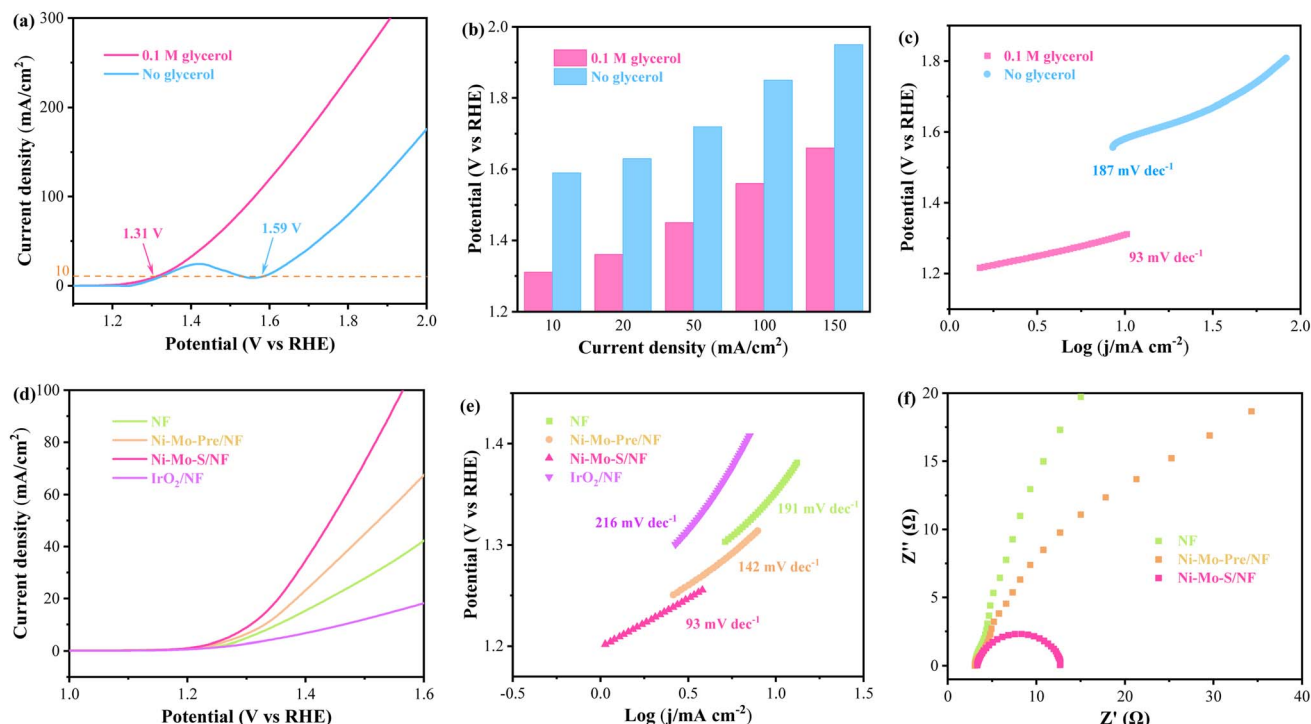 (a)
300
200
100
0
10
Current density (mA/cm²)
0.1 M glycerol
No glycerol
1.31 V
1.59 V
1.2
1.4
1.6
1.8
2.0
Potential (V vs RHE)
(b)
2.0
1.9
1.8
1.7
1.6
1.5
1.4
1.3
1.2
Potential (V vs RHE)
0.1 M glycerol
No glycerol
10
20
50
100
150
Current density (mA/cm²)
(c)
1.8
1.6
1.4
1.2
Potential (V vs RHE)
0.1 M glycerol
No glycerol
187 mV dec⁻¹
93 mV dec⁻¹
0.0
0.5
1.0
1.5
2.0
Log (j/mA cm⁻²)
(d)
100
80
60
40
20
0
Current density (mA/cm²)
NF
Ni-Mo-Pre/NF
Ni-Mo-S/NF
IrO₂/NF
1.0
1.2
1.4
1.6
Potential (V vs RHE)
(e)
1.4
1.3
1.2
Potential (V vs RHE)
NF
Ni-Mo-Pre/NF
Ni-Mo-S/NF
IrO₂/NF
216 mV dec⁻¹
191 mV dec⁻¹
142 mV dec⁻¹
93 mV dec⁻¹
-0.5
0.0
0.5
1.0
1.5
Log (j/mA cm⁻²)
(f)
20
15
10
5
0
Z'' (Ω)
NF
Ni-Mo-Pre/NF
Ni-Mo-S/NF
0
10
20
30
40
Z' (Ω)